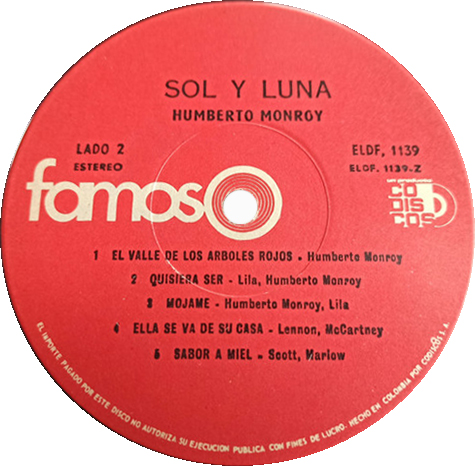 SOL Y LUNA
HUMBERTO MONROY
LADO 2
ESTEREO
ELDF, 1139
ELDF. 1139-Z
famoso
CO
DIS
COS
1 EL VALLE DE LOS ARBOLES ROJOS - Humberto Monroy
2 QUISIERA SER - Lila, Humberto Monroy
3 MOJAME - Humberto Monroy, Lila
4 ELLA SE VA DE SU CASA - Lennon, McCartney
5 SABOR A MIEL - Scott, Marlow
EL IMPORTE PAGADO POR ESTE DISCO NO AUTORIZA SU EJECUCION PUBLICA CON FINES DE LUCRO. HECHO EN COLOMBIA POR CODISCOS S.A.